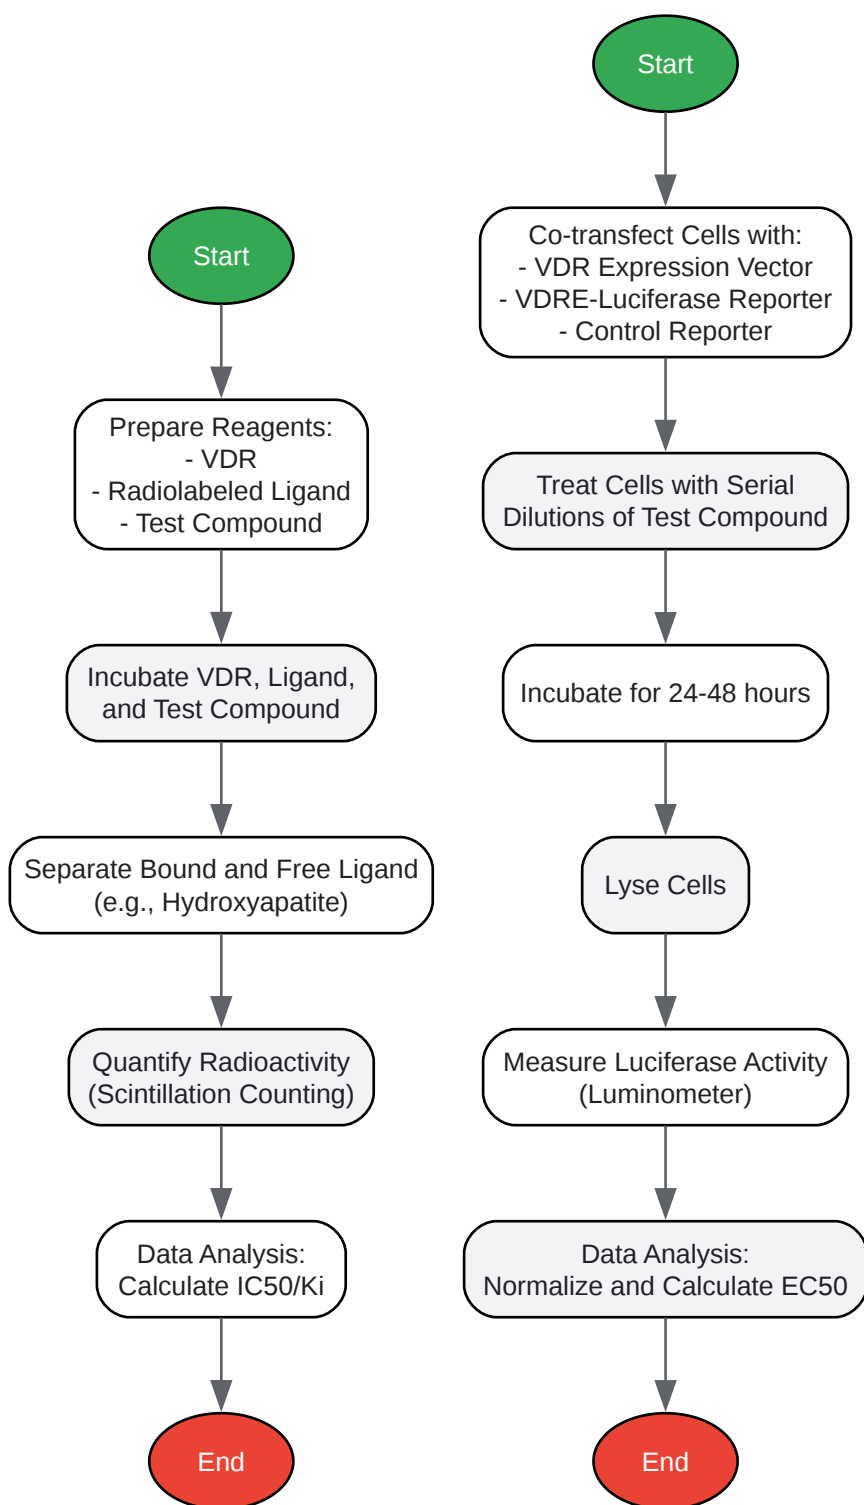 Start
Prepare Reagents:
- VDR
- Radiolabeled Ligand
- Test Compound
Incubate VDR, Ligand,
and Test Compound
Separate Bound and Free Ligand
(e.g., Hydroxyapatite)
Quantify Radioactivity
(Scintillation Counting)
Data Analysis:
Calculate IC50/Ki
End
Start
Co-transfect Cells with:
- VDR Expression Vector
- VDRE-Luciferase Reporter
- Control Reporter
Treat Cells with Serial
Dilutions of Test Compound
Incubate for 24-48 hours
Lyse Cells
Measure Luciferase Activity
(Luminometer)
Data Analysis:
Normalize and Calculate EC50
End